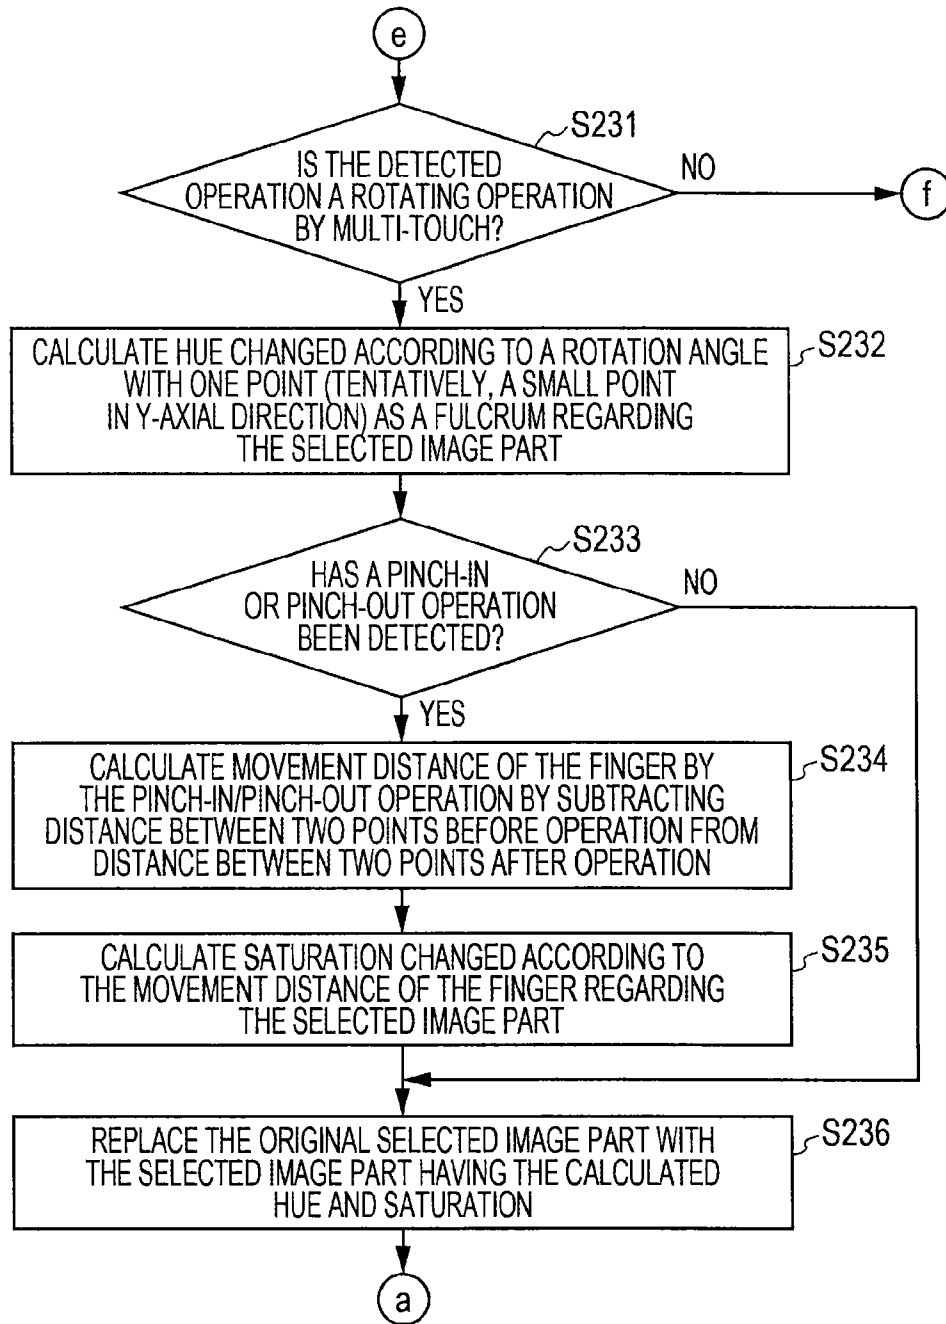 e
S231
IS THE DETECTED
OPERATION A ROTATING OPERATION
BY MULTI-TOUCH?
NO
f
YES
S232
CALCULATE HUE CHANGED ACCORDING TO A ROTATION ANGLE
WITH ONE POINT (TENTATIVELY, A SMALL POINT
IN Y-AXIAL DIRECTION) AS A FULCRUM REGARDING
THE SELECTED IMAGE PART
S233
HAS A PINCH-IN
OR PINCH-OUT OPERATION
BEEN DETECTED?
NO
YES
S234
CALCULATE MOVEMENT DISTANCE OF THE FINGER BY
THE PINCH-IN/PINCH-OUT OPERATION BY SUBTRACTING
DISTANCE BETWEEN TWO POINTS BEFORE OPERATION FROM
DISTANCE BETWEEN TWO POINTS AFTER OPERATION
S235
CALCULATE SATURATION CHANGED ACCORDING TO
THE MOVEMENT DISTANCE OF THE FINGER REGARDING
THE SELECTED IMAGE PART
S236
REPLACE THE ORIGINAL SELECTED IMAGE PART WITH
THE SELECTED IMAGE PART HAVING THE CALCULATED
HUE AND SATURATION
a